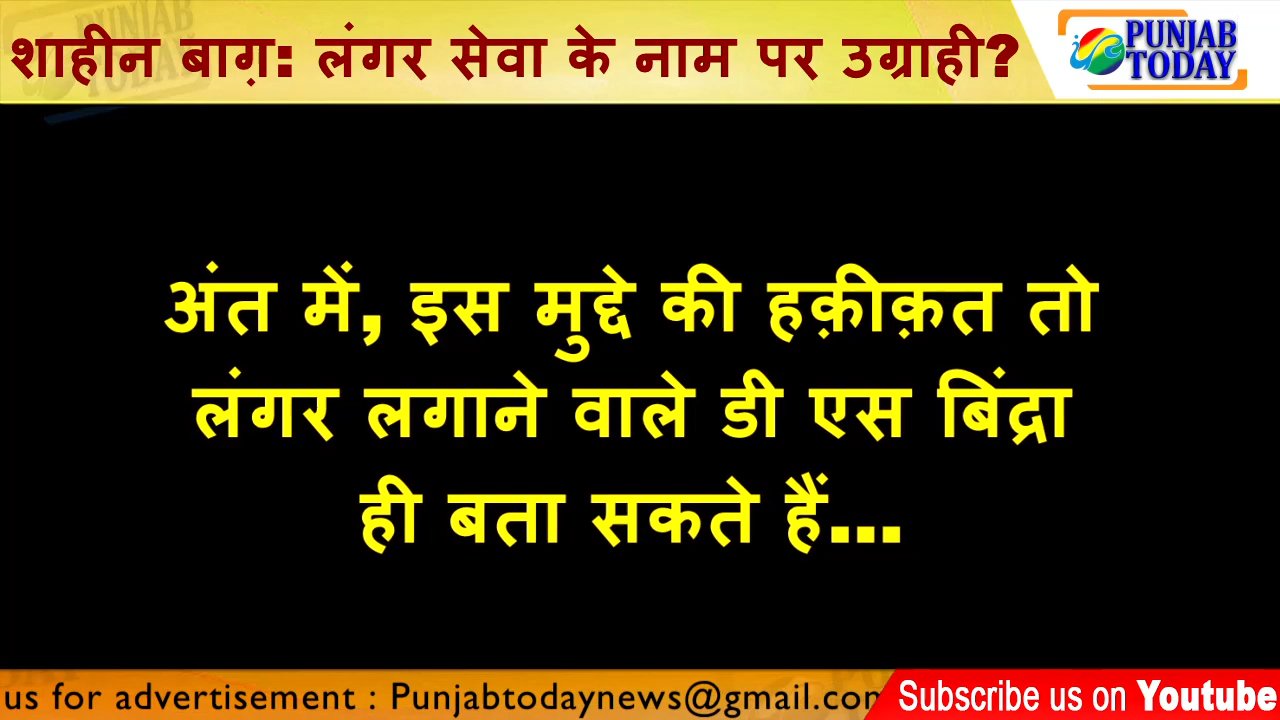 शाहीन बाग़: लंगर सेवा के नाम पर उग्राही?
PUNJAB
TODAY
अंत में, इस मुद्दे की हक़ीक़त तो
लंगर लगाने वाले डी एस बिंद्रा
ही बता सकते हैं...
us for advertisement : Punjabtodaynews@gmail.com
Subscribe us on Youtube